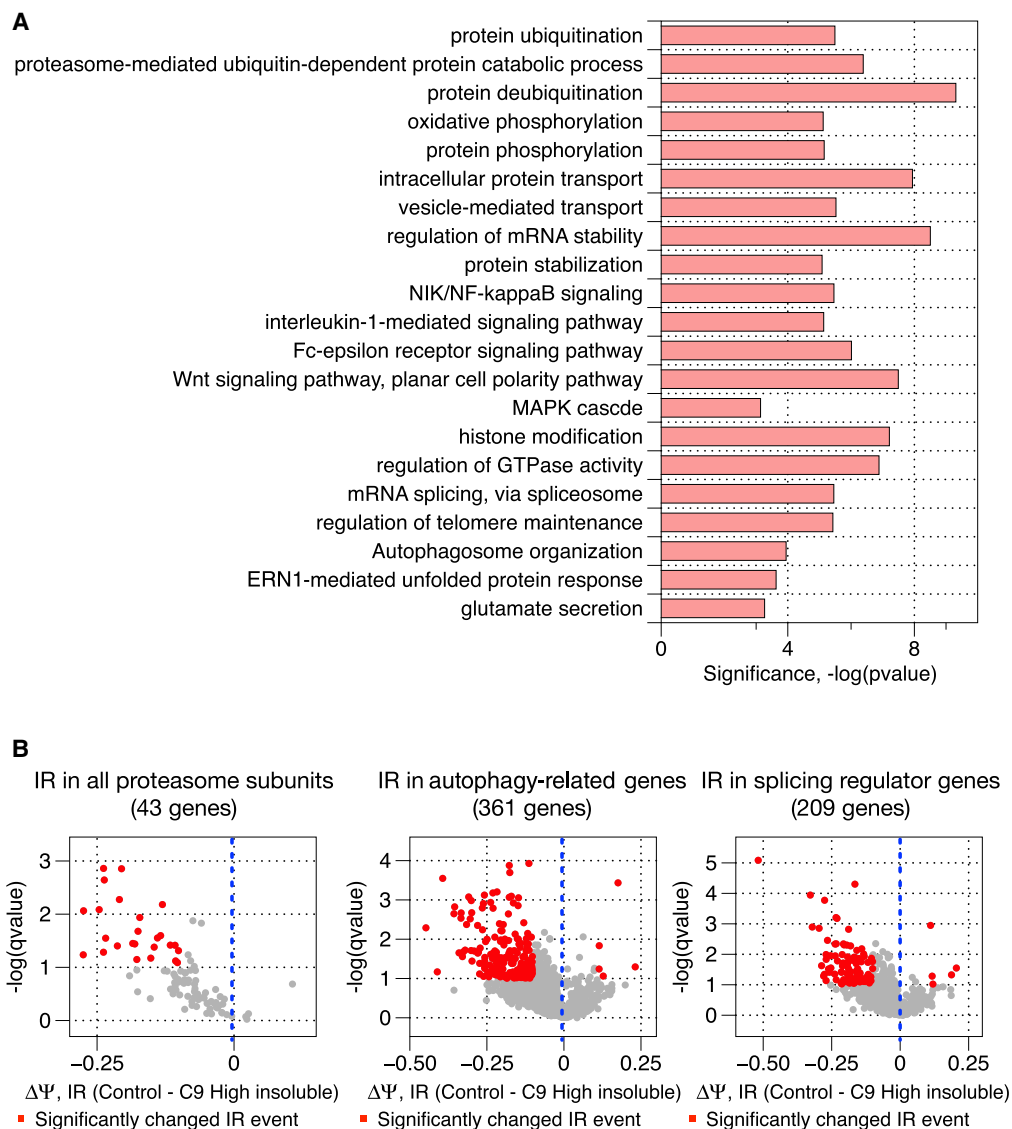 A
protein ubiquitination
proteasome-mediated ubiquitin-dependent protein catabolic process
protein deubiquitination
oxidative phosphorylation
protein phosphorylation
intracellular protein transport
vesicle-mediated transport
regulation of mRNA stability
protein stabilization
NIK/NF-kappaB signaling
interleukin-1-mediated signaling pathway
Fc-epsilon receptor signaling pathway
Wnt signaling pathway, planar cell polarity pathway
MAPK cascde
histone modification
regulation of GTPase activity
mRNA splicing, via spliceosome
regulation of telomere maintenance
Autophagosome organization
ERN1-mediated unfolded protein response
glutamate secretion
0 4 8
Significance, -log(pvalue)
B
IR in all proteasome subunits
(43 genes)
-log(qvalue)
3
2
1
0
−0.25 0
ΔΨ, IR (Control - C9 High insoluble)
Significantly changed IR event
IR in autophagy-related genes
(361 genes)
-log(qvalue)
4
3
2
1
0
−0.50 −0.25 0 0.25
ΔΨ, IR (Control - C9 High insoluble)
Significantly changed IR event
IR in splicing regulator genes
(209 genes)
-log(qvalue)
5
4
3
2
1
0
−0.50 −0.25 0 0.25
ΔΨ, IR (Control - C9 High insoluble)
Significantly changed IR event